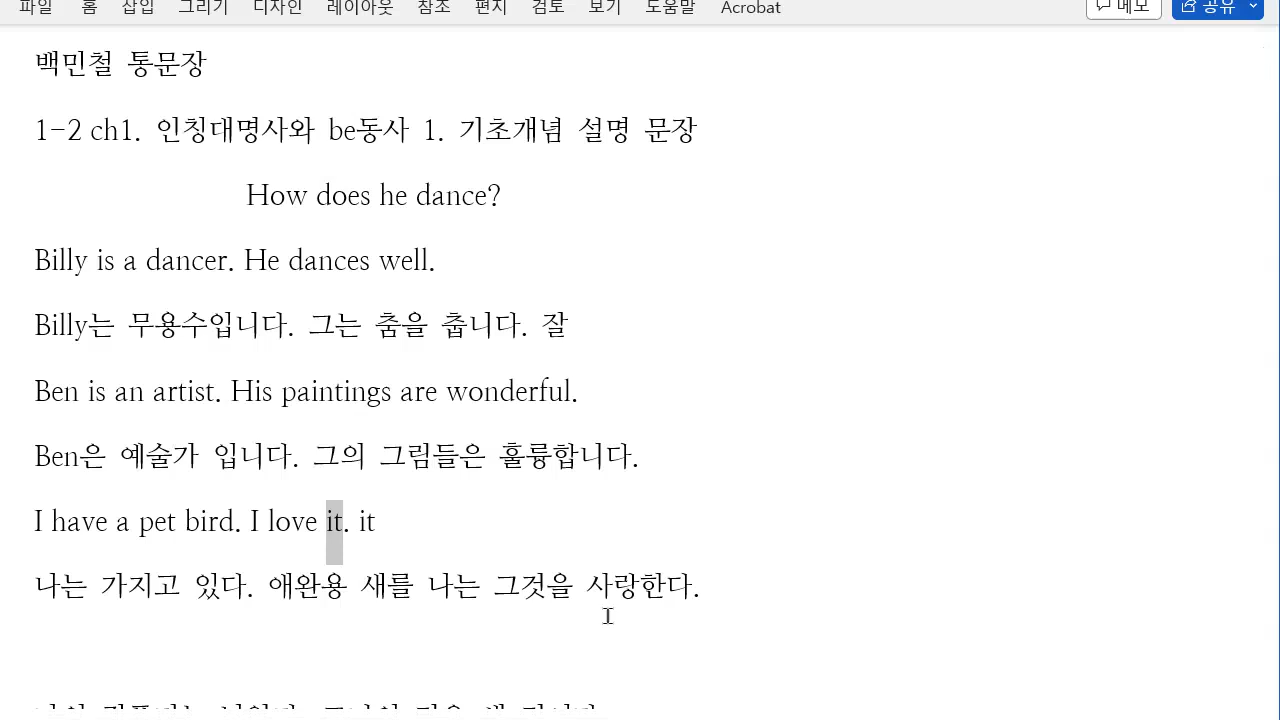 파일 홈 삽입 그리기 디자인 레이아웃 참조 편지 검토 보기 도움말 Acrobat 메모 공유
백민철 통문장
1-2 ch1. 인칭대명사와 be동사 1. 기초개념 설명 문장
How does he dance?
Billy is a dancer. He dances well.
Billy는 무용수입니다. 그는 춤을 춥니다. 잘
Ben is an artist. His paintings are wonderful.
Ben은 예술가 입니다. 그의 그림들은 훌륭합니다.
I have a pet bird. I love it. it
나는 가지고 있다. 애완용 새를 나는 그것을 사랑한다.